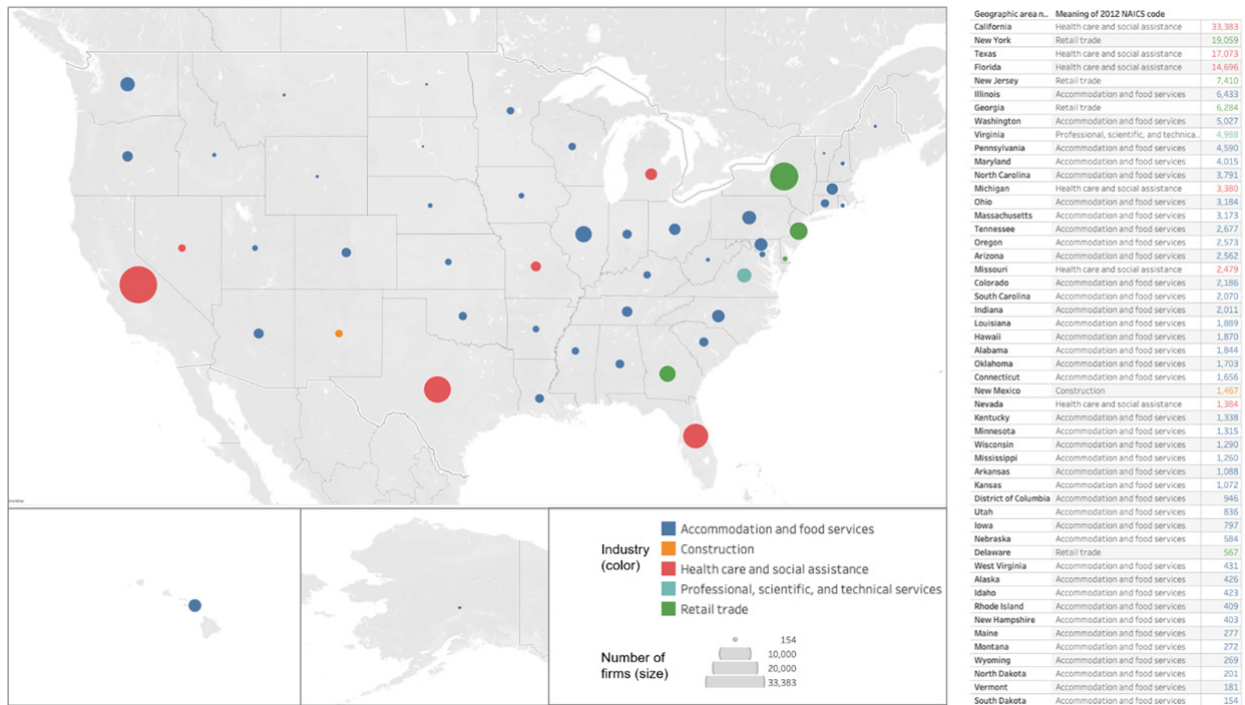 Geographic area n.. Meaning of 2012 NAICS code
California Health care and social assistance 33,383
New York Retail trade 19,059
Texas Health care and social assistance 17,073
Florida Health care and social assistance 14,696
New Jersey Retail trade 7,410
Illinois Accommodation and food services 6,433
Georgia Retail trade 6,284
Washington Accommodation and food services 5,027
Virginia Professional, scientific, and technica.. 4,988
Pennsylvania Accommodation and food services 4,590
Maryland Accommodation and food services 4,015
North Carolina Accommodation and food services 3,791
Michigan Health care and social assistance 3,380
Ohio Accommodation and food services 3,184
Massachusetts Accommodation and food services 3,173
Tennessee Accommodation and food services 2,677
Oregon Accommodation and food services 2,573
Arizona Accommodation and food services 2,562
Missouri Health care and social assistance 2,479
Colorado Accommodation and food services 2,186
South Carolina Accommodation and food services 2,070
Indiana Accommodation and food services 2,011
Louisiana Accommodation and food services 1,889
Hawaii Accommodation and food services 1,870
Alabama Accommodation and food services 1,844
Oklahoma Accommodation and food services 1,703
Connecticut Accommodation and food services 1,656
New Mexico Construction 1,467
Nevada Health care and social assistance 1,384
Kentucky Accommodation and food services 1,338
Minnesota Accommodation and food services 1,315
Wisconsin Accommodation and food services 1,290
Mississippi Accommodation and food services 1,260
Arkansas Accommodation and food services 1,088
Kansas Accommodation and food services 1,072
District of Columbia Accommodation and food services 946
Utah Accommodation and food services 836
Iowa Accommodation and food services 797
Nebraska Accommodation and food services 584
Delaware Retail trade 567
West Virginia Accommodation and food services 431
Alaska Accommodation and food services 426
Idaho Accommodation and food services 423
Rhode Island Accommodation and food services 409
New Hampshire Accommodation and food services 403
Maine Accommodation and food services 277
Montana Accommodation and food services 272
Wyoming Accommodation and food services 269
North Dakota Accommodation and food services 201
Vermont Accommodation and food services 181
South Dakota Accommodation and food services 154
Industry
(color)
Accommodation and food services
Construction
Health care and social assistance
Professional, scientific, and technical services
Retail trade
Number of
firms (size)
154
10,000
20,000
33,383